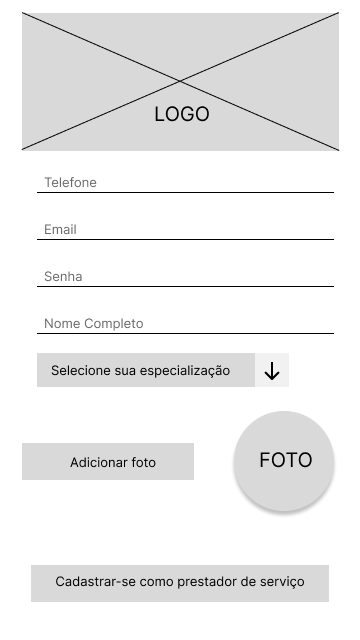 LOGO
Telefone
Email
Senha
Nome Completo
Selecione sua especialização
Adicionar foto
FOTO
Cadastrar-se como prestador de serviço